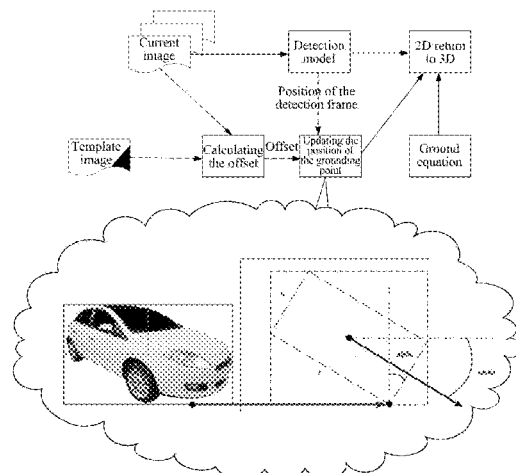 Current
image
Detection
model
2D return
to 3D
Position of the
detection frame
Template
image
Calculating
the offset
Offset
Updating the
position of
the grounding
point
Ground
equation